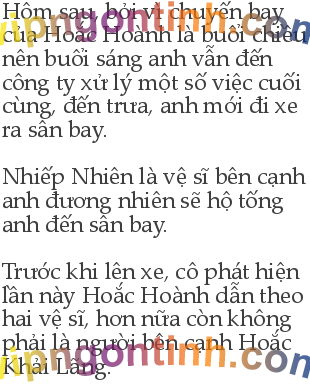 Hôm sau, bởi vì chuyến bay
của Hoắc Hoành là buổi chiều
nên buổi sáng anh vẫn đến
công ty xử lý một số việc cuối
cùng, đến trưa, anh mới đi xe
ra sân bay.

Nhiếp Nhiên là vệ sĩ bên cạnh
anh đương nhiên sẽ hộ tống
anh đến sân bay.

Trước khi lên xe, cô phát hiện
lần này Hoắc Hoành dẫn theo
hai vệ sĩ, hơn nữa còn không
phải là người bên cạnh Hoắc
Khải Lãng.
vipngontinh.com
vipngontinh.com